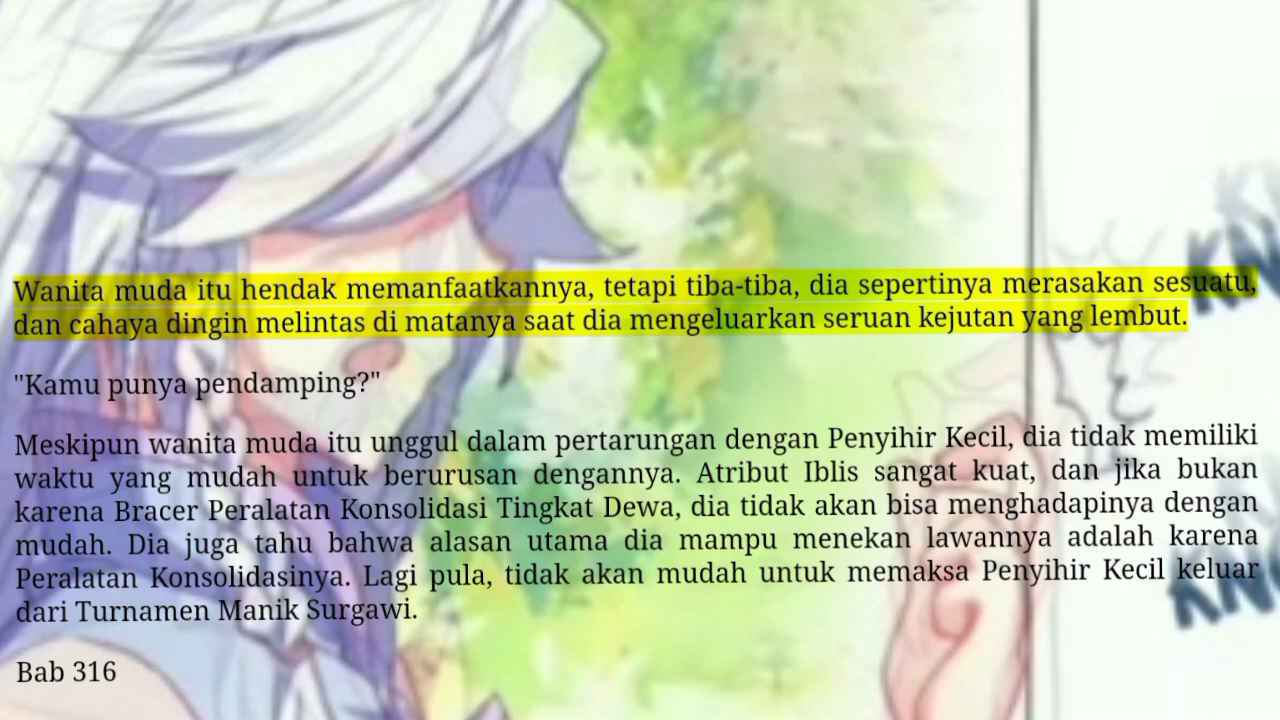 Wanita muda itu hendak memanfaatkannya, tetapi tiba-tiba, dia sepertinya merasakan sesuatu,
dan cahaya dingin melintas di matanya saat dia mengeluarkan seruan kejutan yang lembut.
"Kamu punya pendamping?"
Meskipun wanita muda itu unggul dalam pertarungan dengan Penyihir Kecil, dia tidak memiliki
waktu yang mudah untuk berurusan dengannya. Atribut Iblis sangat kuat, dan jika bukan
karena Bracer Peralatan Konsolidasi Tingkat Dewa, dia tidak akan bisa menghadapinya dengan
mudah. Dia juga tahu bahwa alasan utama dia mampu menekan lawannya adalah karena
Peralatan Konsolidasinya. Lagi pula, tidak akan mudah untuk memaksa Penyihir Kecil keluar
dari Turnamen Manik Surgawi.
Bab 316